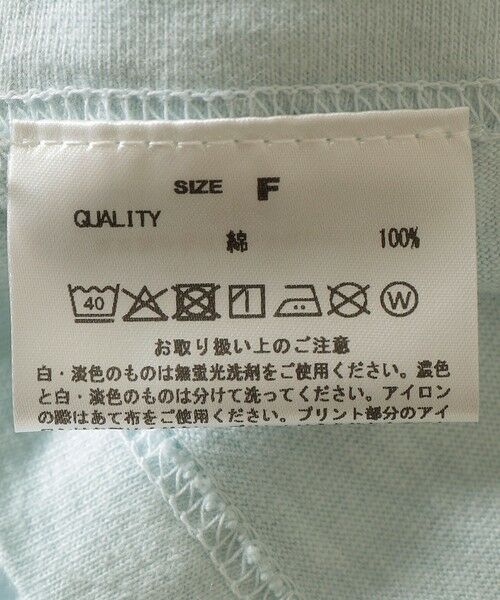 SIZE F
QUALITY
綿 100%
40 W
お取り扱い上のご注意
白・淡色のものは無蛍光洗剤をご使用ください。濃色
と白・淡色のものは分けて洗ってください。アイロン
の際はあて布をご使用ください。プリント部分のアイ